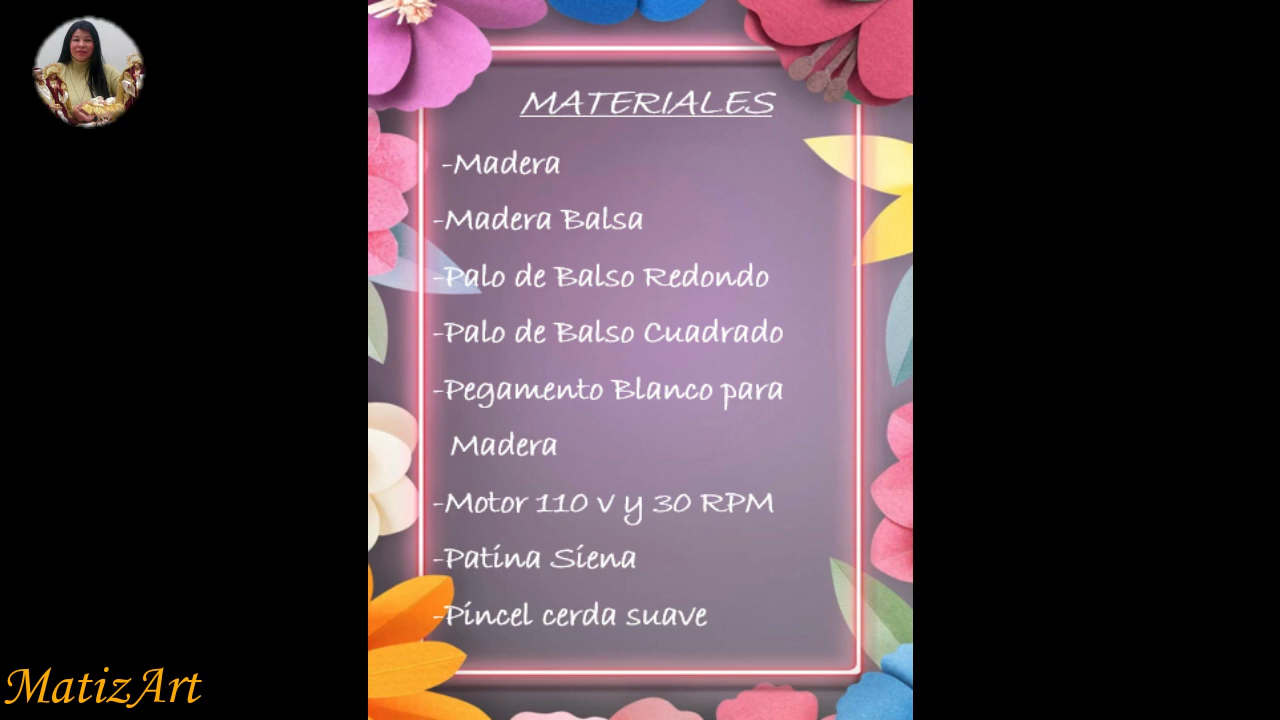 MATERIALES
-Madera
-Madera Balsa
-Palo de Balso Redondo
-Palo de Balso Cuadrado
-Pegamento Blanco para
Madera
-Motor 110 v y 30 RPM
-Patina Siena
-Pincel cerda suave
MatizArt